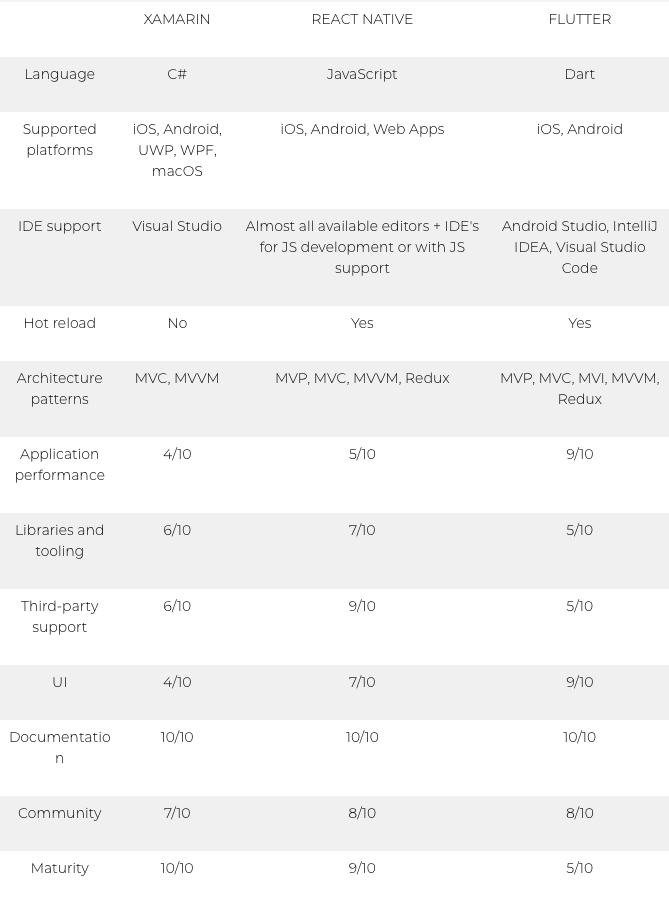 XAMARIN REACT NATIVE FLUTTER
Language C# JavaScript Dart
Supported iOS, Android, iOS, Android, Web Apps iOS, Android
platforms UWP, WPF,
macOS
IDE support Visual Studio Almost all available editors + IDE's Android Studio, IntelliJ
for JS development or with JS IDEA, Visual Studio
support Code
Hot reload No Yes Yes
Architecture MVC, MVVM MVP, MVC, MVVM, Redux MVP, MVC, MVI, MVVM,
patterns Redux
Application 4/10 5/10 9/10
performance
Libraries and 6/10 7/10 5/10
tooling
Third-party 6/10 9/10 5/10
support
UI 4/10 7/10 9/10
Documentatio 10/10 10/10 10/10
n
Community 7/10 8/10 8/10
Maturity 10/10 9/10 5/10